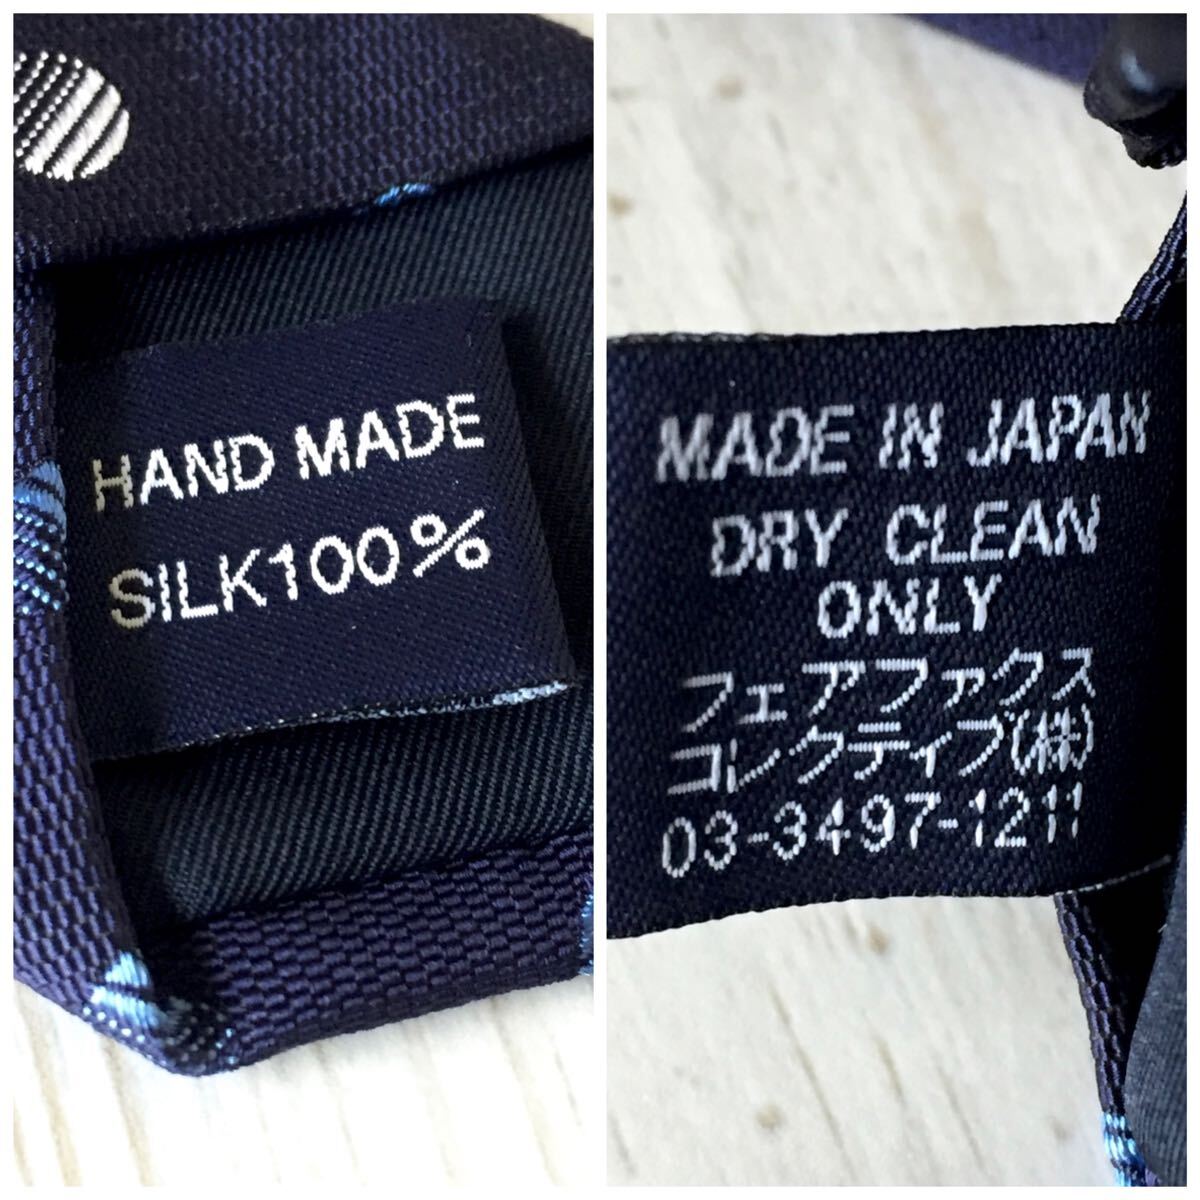 HAND MADE
SILK100%
MADE IN JAPAN
DRY CLEAN
ONLY
フェアファクス
コレクティブ(株)
03-3497-1211